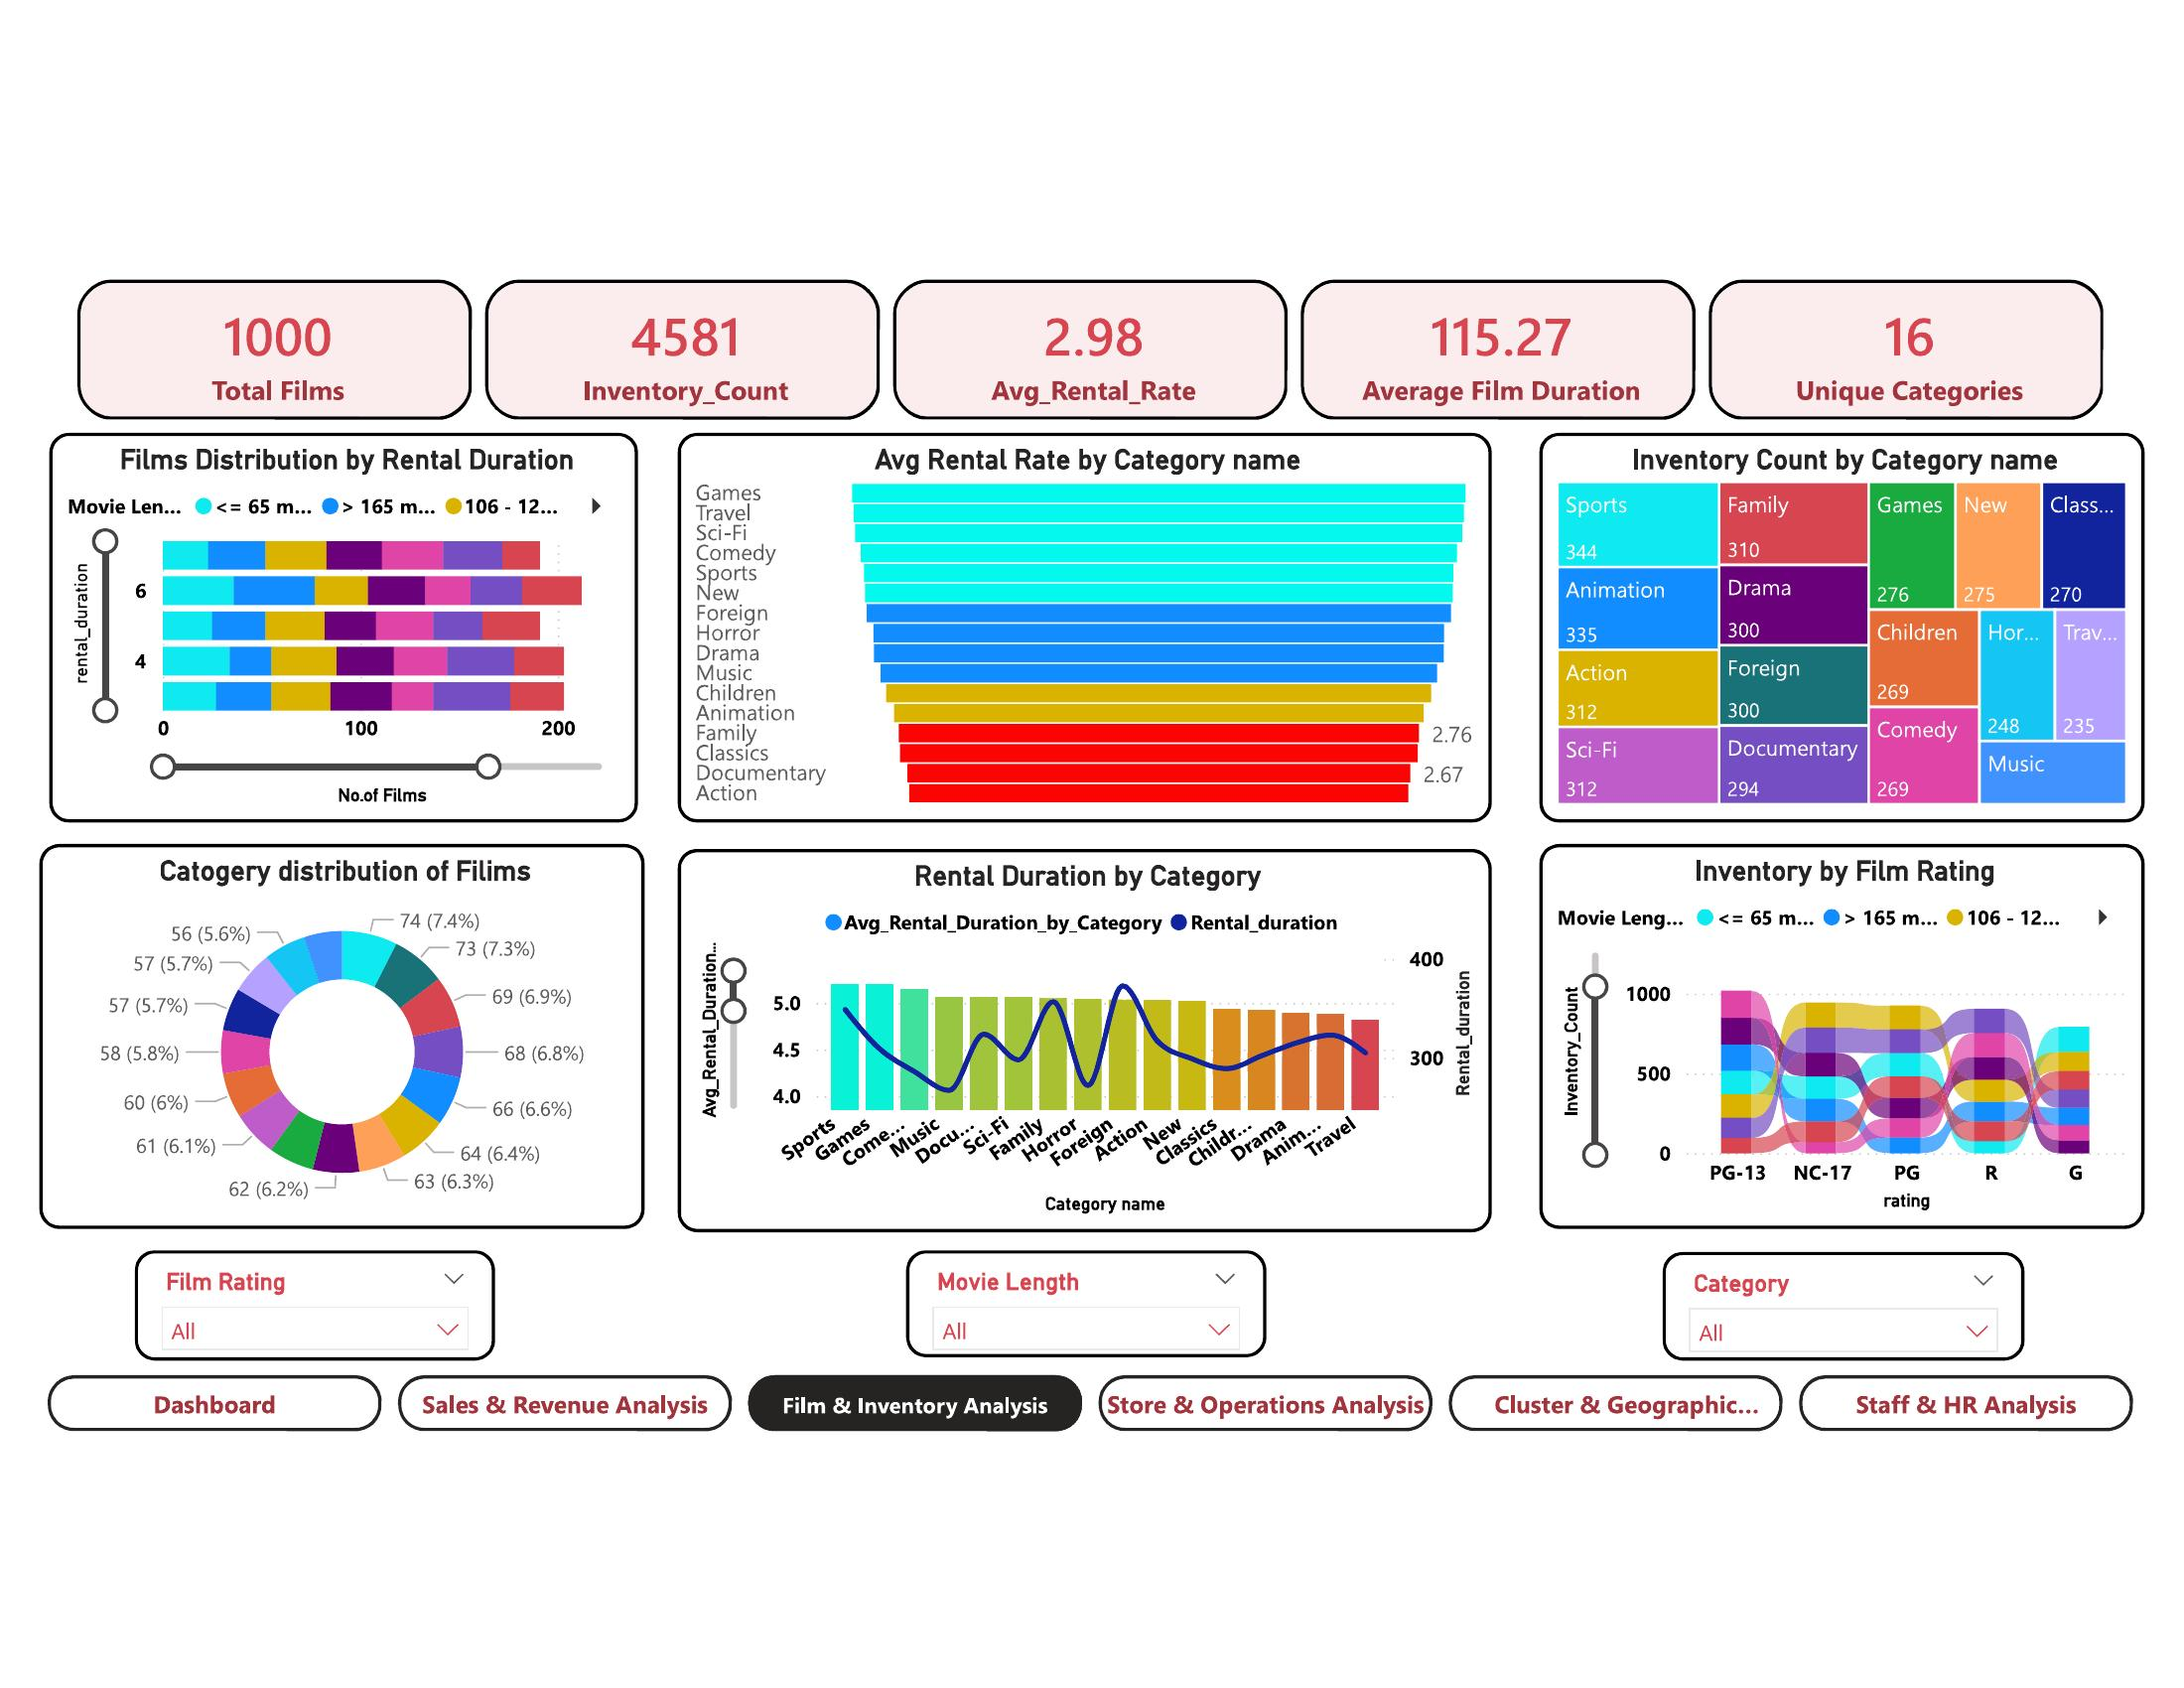 1000
Total Films
4581
Inventory_Count
2.98
Avg_Rental_Rate
115.27
Average Film Duration
16
Unique Categories
Films Distribution by Rental Duration
Movie Len... <= 65 m... > 165 m... 106 - 12...
rental_duration
6
4
0 100 200
No.of Films
Avg Rental Rate by Category name
Games
Travel
Sci-Fi
Comedy
Sports
New
Foreign
Horror
Drama
Music
Children
Animation
Family 2.76
Classics
Documentary 2.67
Action
Inventory Count by Category name
Sports
344
Animation
335
Action
312
Sci-Fi
312
Family
310
Drama
300
Foreign
300
Documentary
294
Games
276
New
275
Class...
270
Children
269
Comedy
269
Hor...
248
Trav...
235
Music
Catogery distribution of Filims
74 (7.4%)
73 (7.3%)
69 (6.9%)
68 (6.8%)
66 (6.6%)
64 (6.4%)
63 (6.3%)
62 (6.2%)
61 (6.1%)
60 (6%)
58 (5.8%)
57 (5.7%)
57 (5.7%)
56 (5.6%)
Rental Duration by Category
Avg_Rental_Duration_by_Category Rental_duration
Avg_Rental_Duration...
5.0
4.5
4.0
400
300
Rental_duration
Sports Games Come... Music Docu... Sci-Fi Family Horror Foreign Action New Classics Childr... Drama Anim... Travel
Category name
Inventory by Film Rating
Movie Leng... <= 65 m... > 165 m... 106 - 12...
Inventory_Count
1000
500
0
PG-13 NC-17 PG R G
rating
Film Rating
All
Movie Length
All
Category
All
Dashboard
Sales & Revenue Analysis
Film & Inventory Analysis
Store & Operations Analysis
Cluster & Geographic...
Staff & HR Analysis